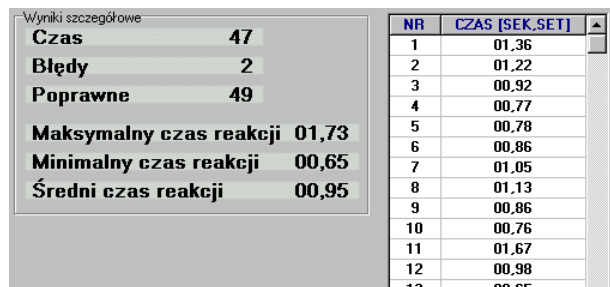 Wyniki szczegółowe
Czas 47
Błędy 2
Poprawne 49
Maksymalny czas reakcji 01,73
Minimalny czas reakcji 00,65
Średni czas reakcji 00,95
NR CZAS [SEK,SET]
1 01,36
2 01,22
3 00,92
4 00,77
5 00,78
6 00,86
7 01,05
8 01,13
9 00,86
10 00,76
11 01,67
12 00,98